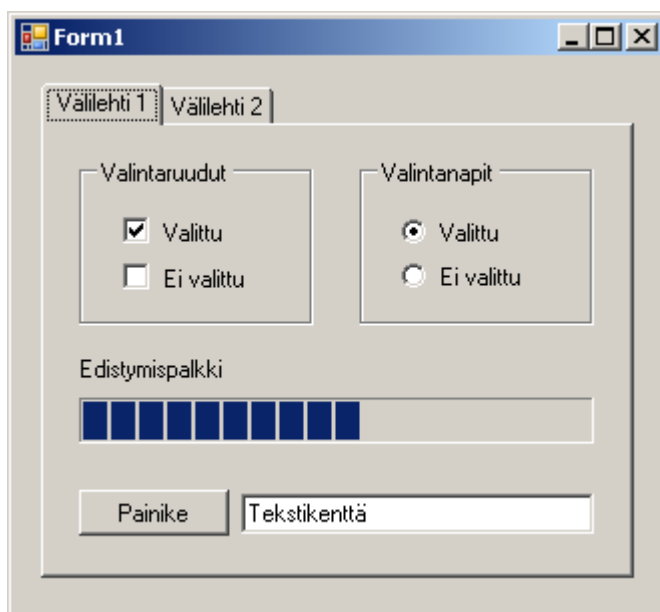 Form1
Välilehti 1 Välilehti 2
Valintaruudut Valintanapit
Valittu Valittu
Ei valittu Ei valittu
Edistymispalkki
Painike Tekstikenttä